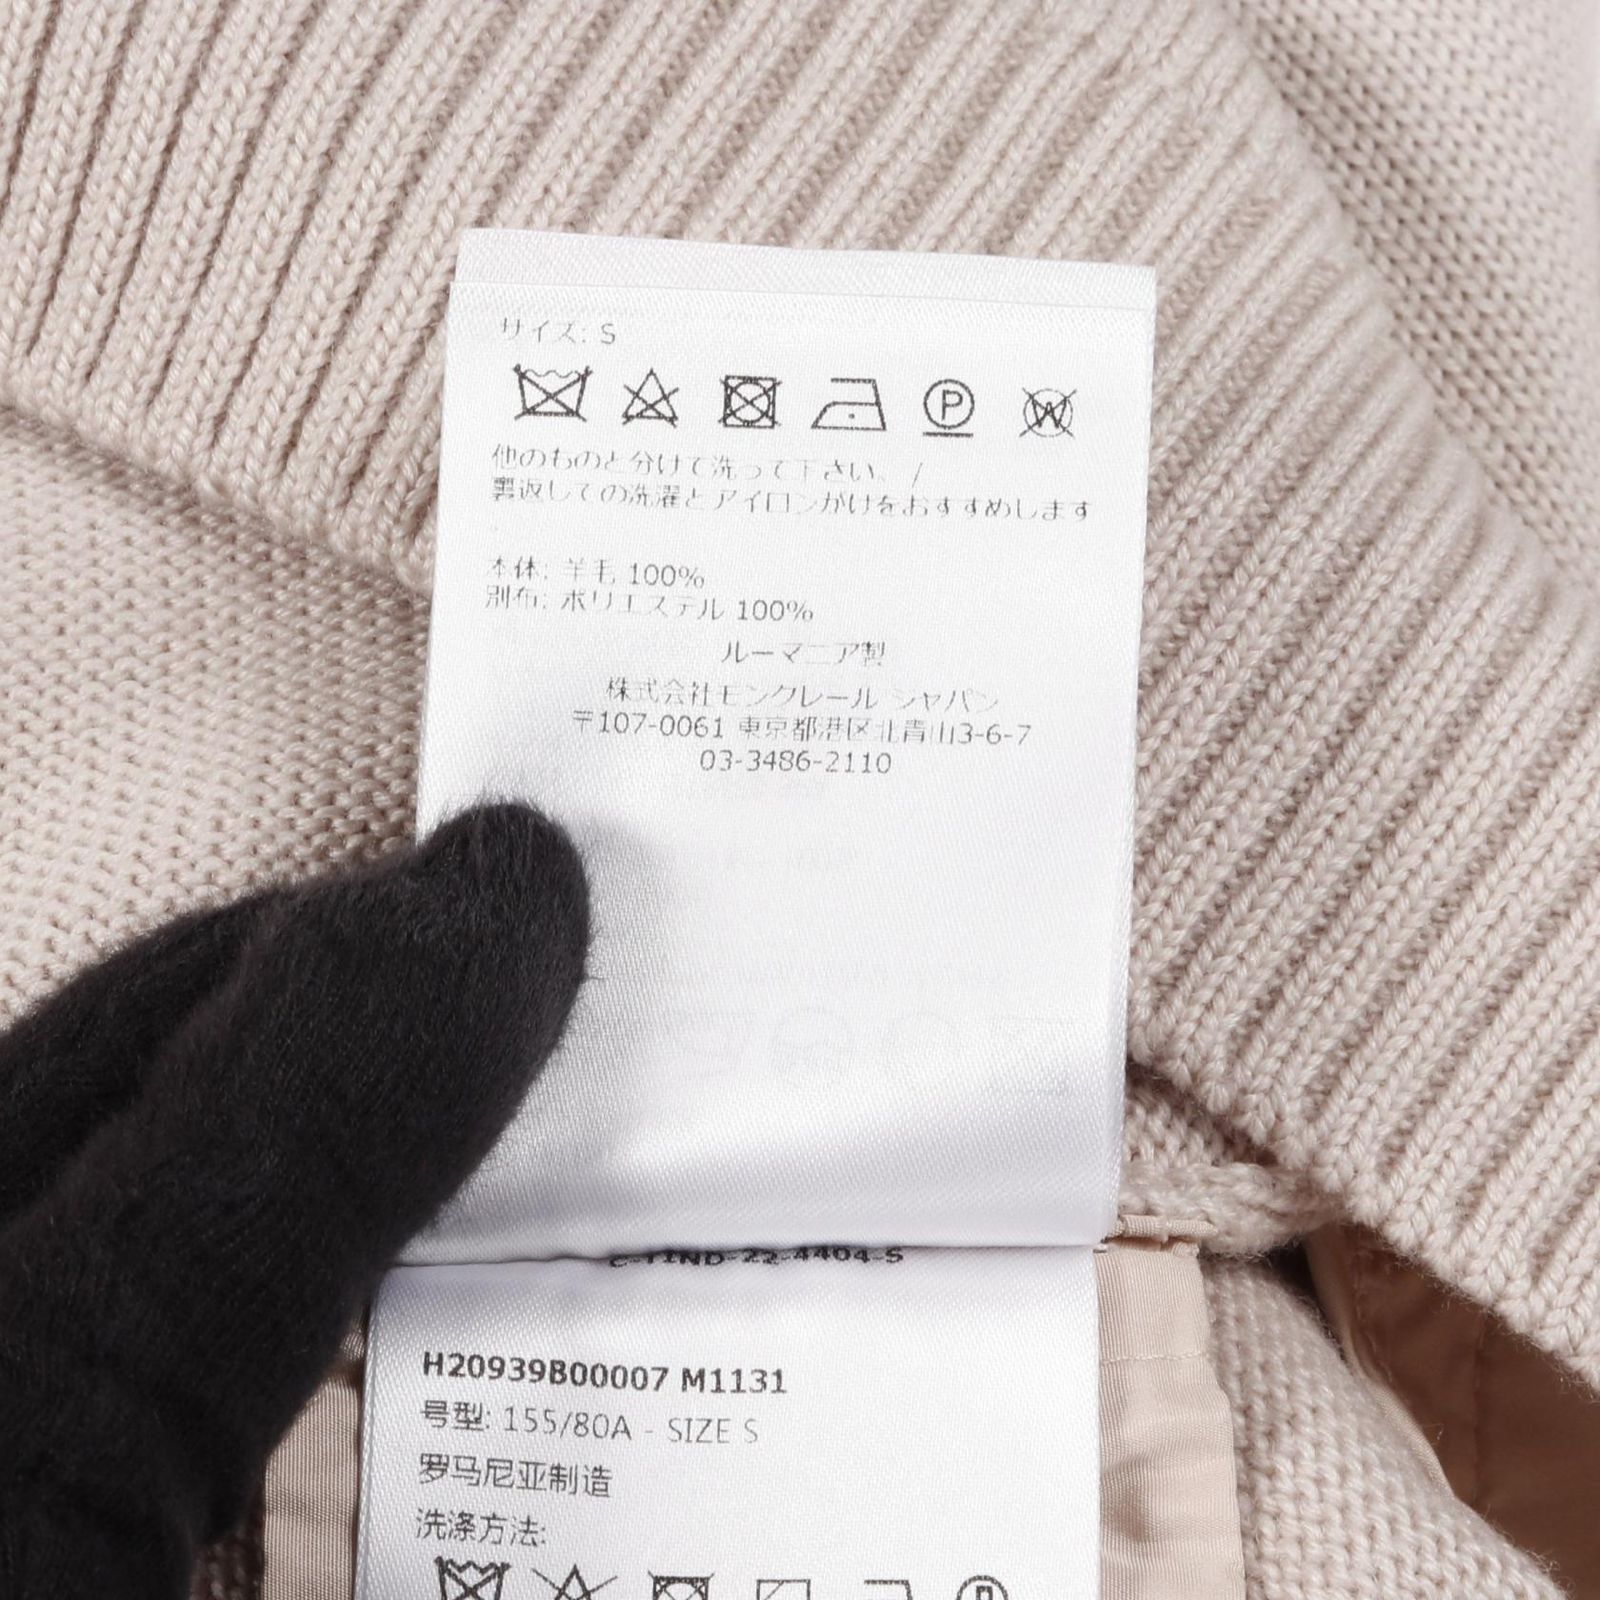 サイズ: S
P W
他のものと分けて洗って下さい。 /
裏返しての洗濯とアイロンがけをおすすめします
.
本体: 羊毛 100%
別布: ポリエステル 100%
ルーマニア製
株式会社モンクレール ジャパン
〒107-0061 東京都港区北青山3-6-7
03-3486-2110
22-4404-S
H20939B00007 M1131
号型: 155/80A - SIZE S
罗马尼亚制造
洗涤方法: